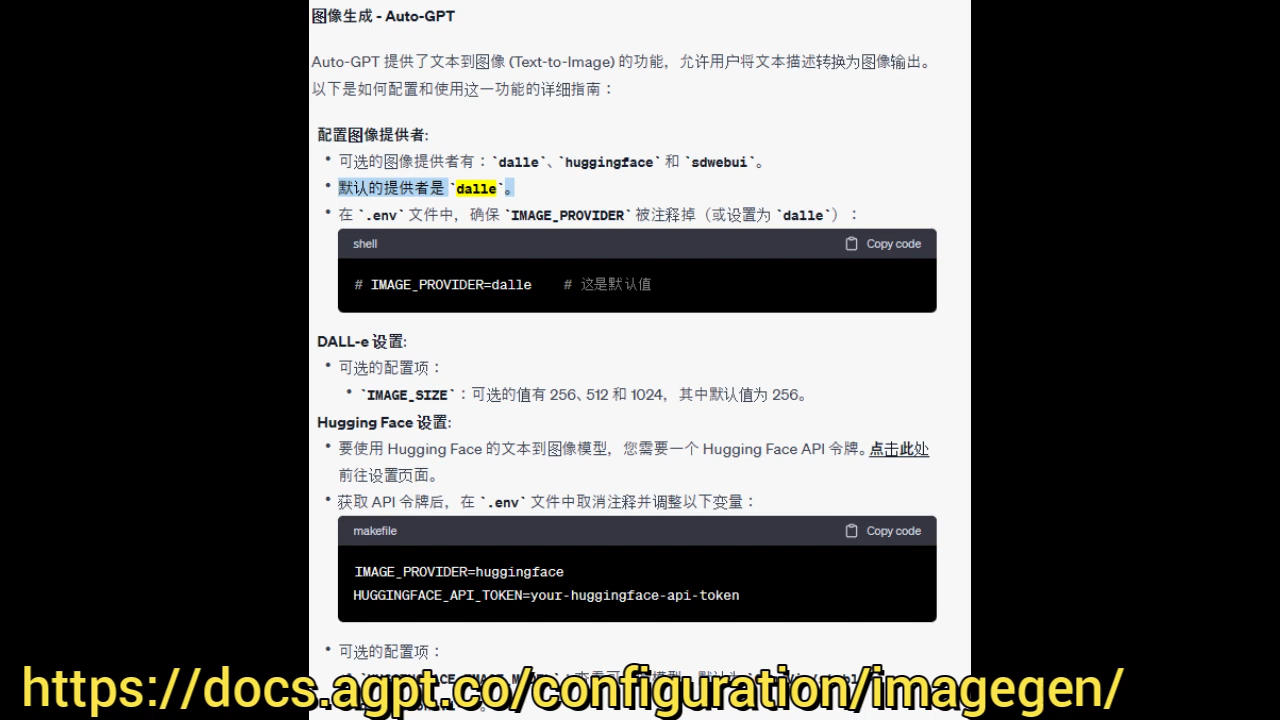 图像生成 - Auto-GPT
Auto-GPT 提供了文本到图像 (Text-to-Image) 的功能，允许用户将文本描述转换为图像输出。
以下是如何配置和使用这一功能的详细指南：
配置图像提供者:
• 可选的图像提供者有：`dalle`、`huggingface` 和 `sdwebui`。
• 默认的提供者是 `dalle`。
• 在 `.env` 文件中，确保 `IMAGE_PROVIDER` 被注释掉（或设置为 `dalle`）：
shell Copy code
# IMAGE_PROVIDER=dalle # 这是默认值
DALL-e 设置:
• 可选的配置项：
• `IMAGE_SIZE`：可选的值有 256、512 和 1024，其中默认值为 256。
Hugging Face 设置:
• 要使用 Hugging Face 的文本到图像模型，您需要一个 Hugging Face API 令牌。点击此处
前往设置页面。
• 获取 API 令牌后，在 `.env` 文件中取消注释并调整以下变量：
makefile Copy code
IMAGE_PROVIDER=huggingface
HUGGINGFACE_API_TOKEN=your-huggingface-api-token
• 可选的配置项：
https://docs.agpt.co/configuration/imagegen/